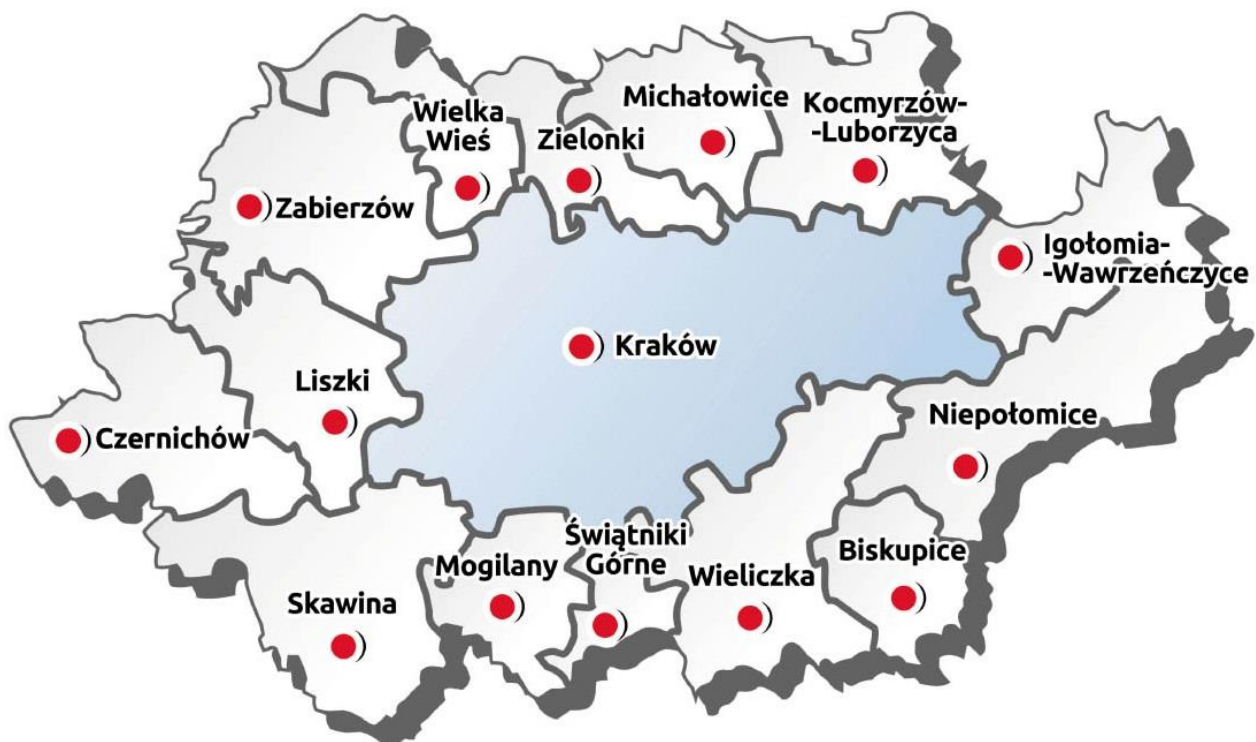 Michałowice
Kocmyrzów-
-Luborzyca
Wielka
Wieś
Zielonki
Zabierzów
Igołomia-
-Wawrzeńczyce
Kraków
Liszki
Niepołomice
Czernichów
Świątniki
Górne
Biskupice
Mogilany
Wieliczka
Skawina